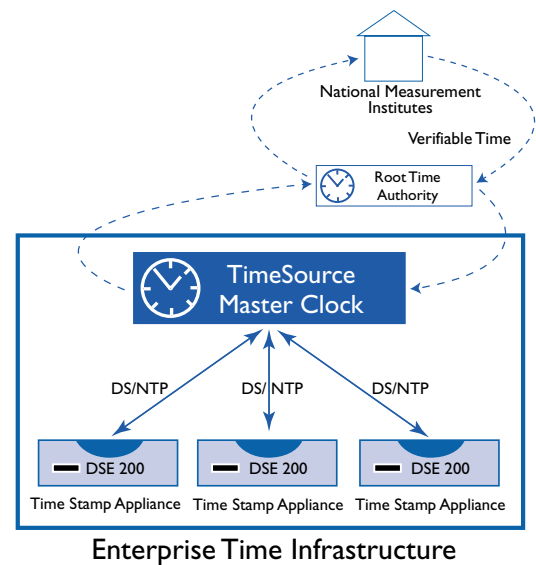 National Measurement
Institutes
Verifiable Time
Root Time
Authority
TimeSource
Master Clock
DS/NTP
DS/ NTP
DS/NTP
DSE 200
DSE 200
DSE 200
Time Stamp Appliance
Time Stamp Appliance
Time Stamp Appliance
Enterprise Time Infrastructure